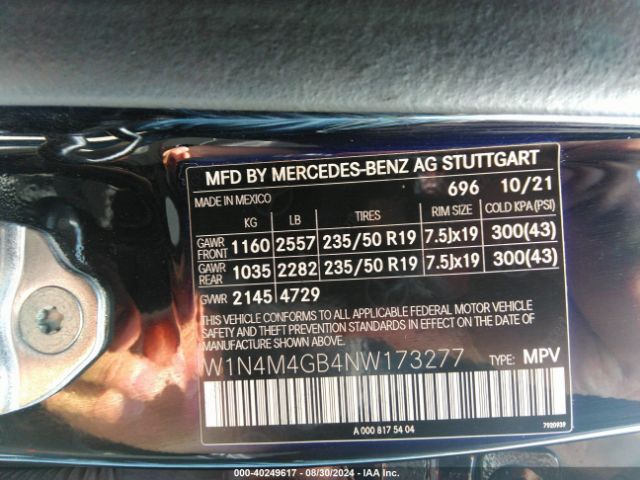 MFD BY MERCEDES-BENZ AG STUTTGART
MADE IN MEXICO 696 10/21
KG LB TIRES RIM SIZE COLD KPA (PSI)
GAWR FRONT 1160 2557 235/50 R19 7.5Jx19 300(43)
GAWR REAR 1035 2282 235/50 R19 7.5Jx19 300(43)
GWR 2145 4729
THIS VEHICLE CONFORMS TO ALL APPLICABLE FEDERAL MOTOR VEHICLE
SAFETY AND THEFT PREVENTION STANDARDS IN EFFECT ON THE DATE
OF MANUFACTURE SHOWN ABOVE.
W1N4M4GB4NW173277 TYPE: MPV
A 000 817 54 04 7920939
000-40249617 - 08/30/2024 - IAA Inc.